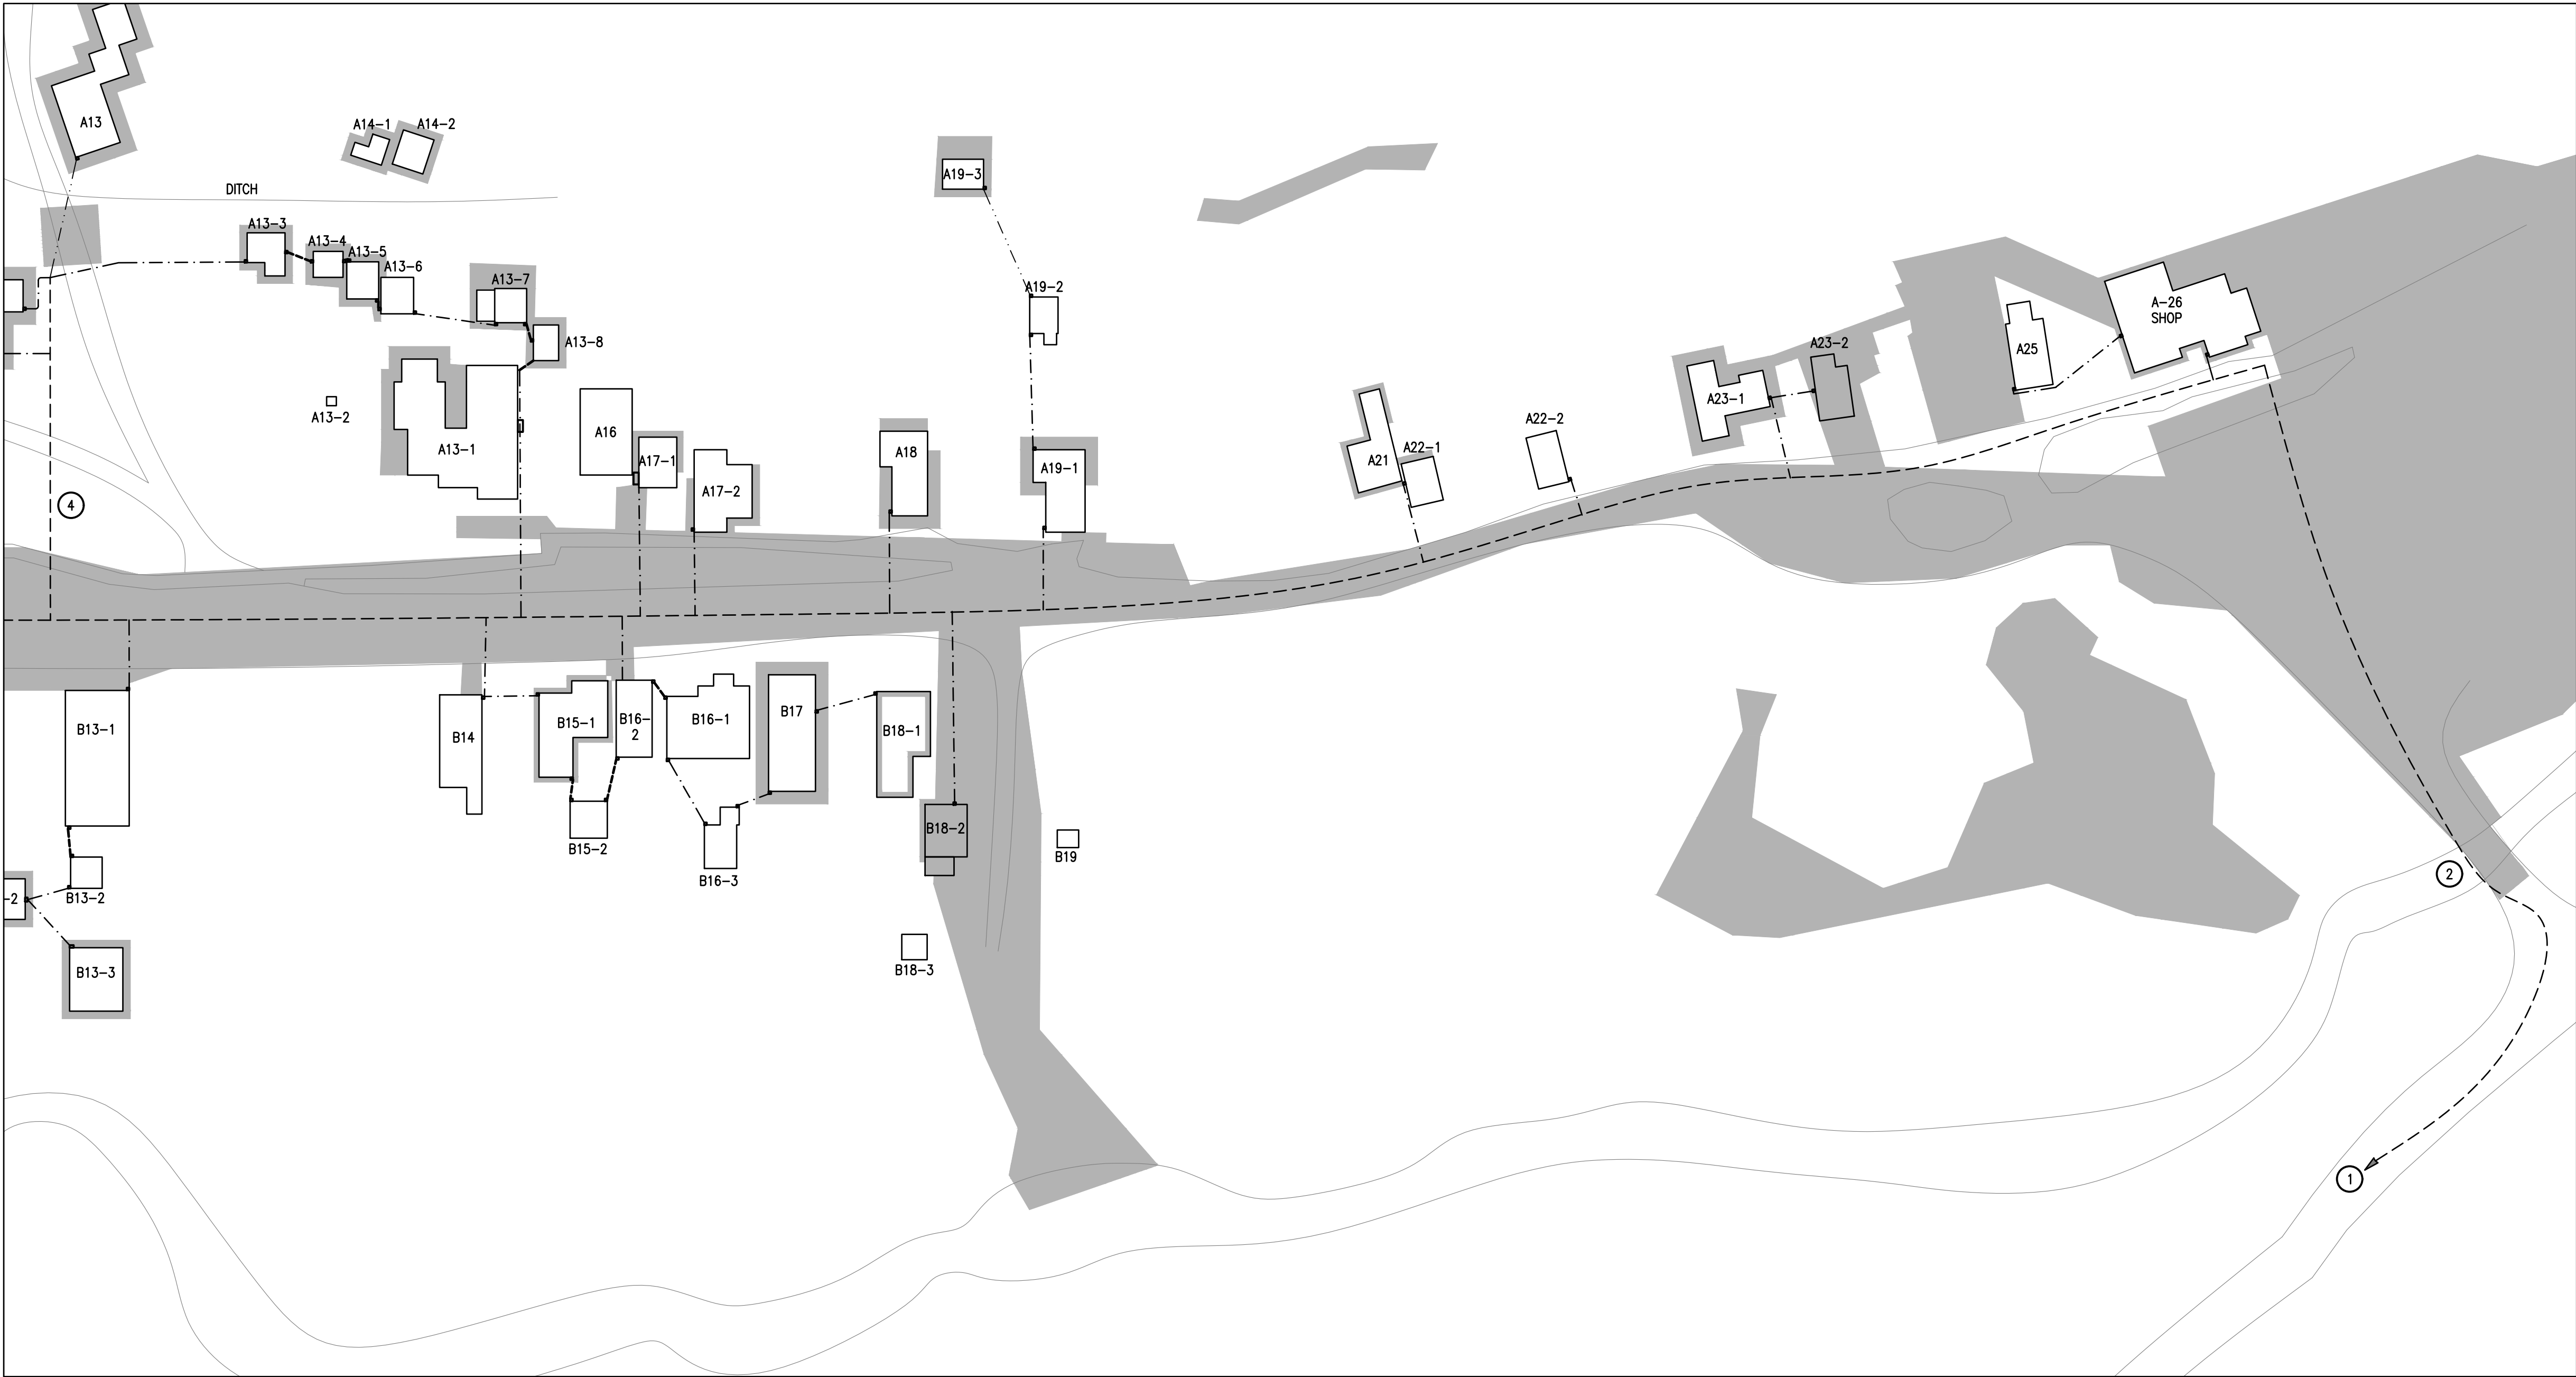 A13
A14-1
A14-2
DITCH
A13-3
A13-4
A13-5
A13-6
A13-7
A13-8
A13-2
A13-1
A16
A17-1
A17-2
A18
A19-3
A19-2
A19-1
A21
A22-1
A22-2
A23-1
A23-2
A25
A-26
SHOP
4
B13-1
B14
B15-1
B16-
2
B16-1
B17
B18-1
B15-2
B16-3
B18-2
B19
B13-2
-2
B13-3
B18-3
2
1